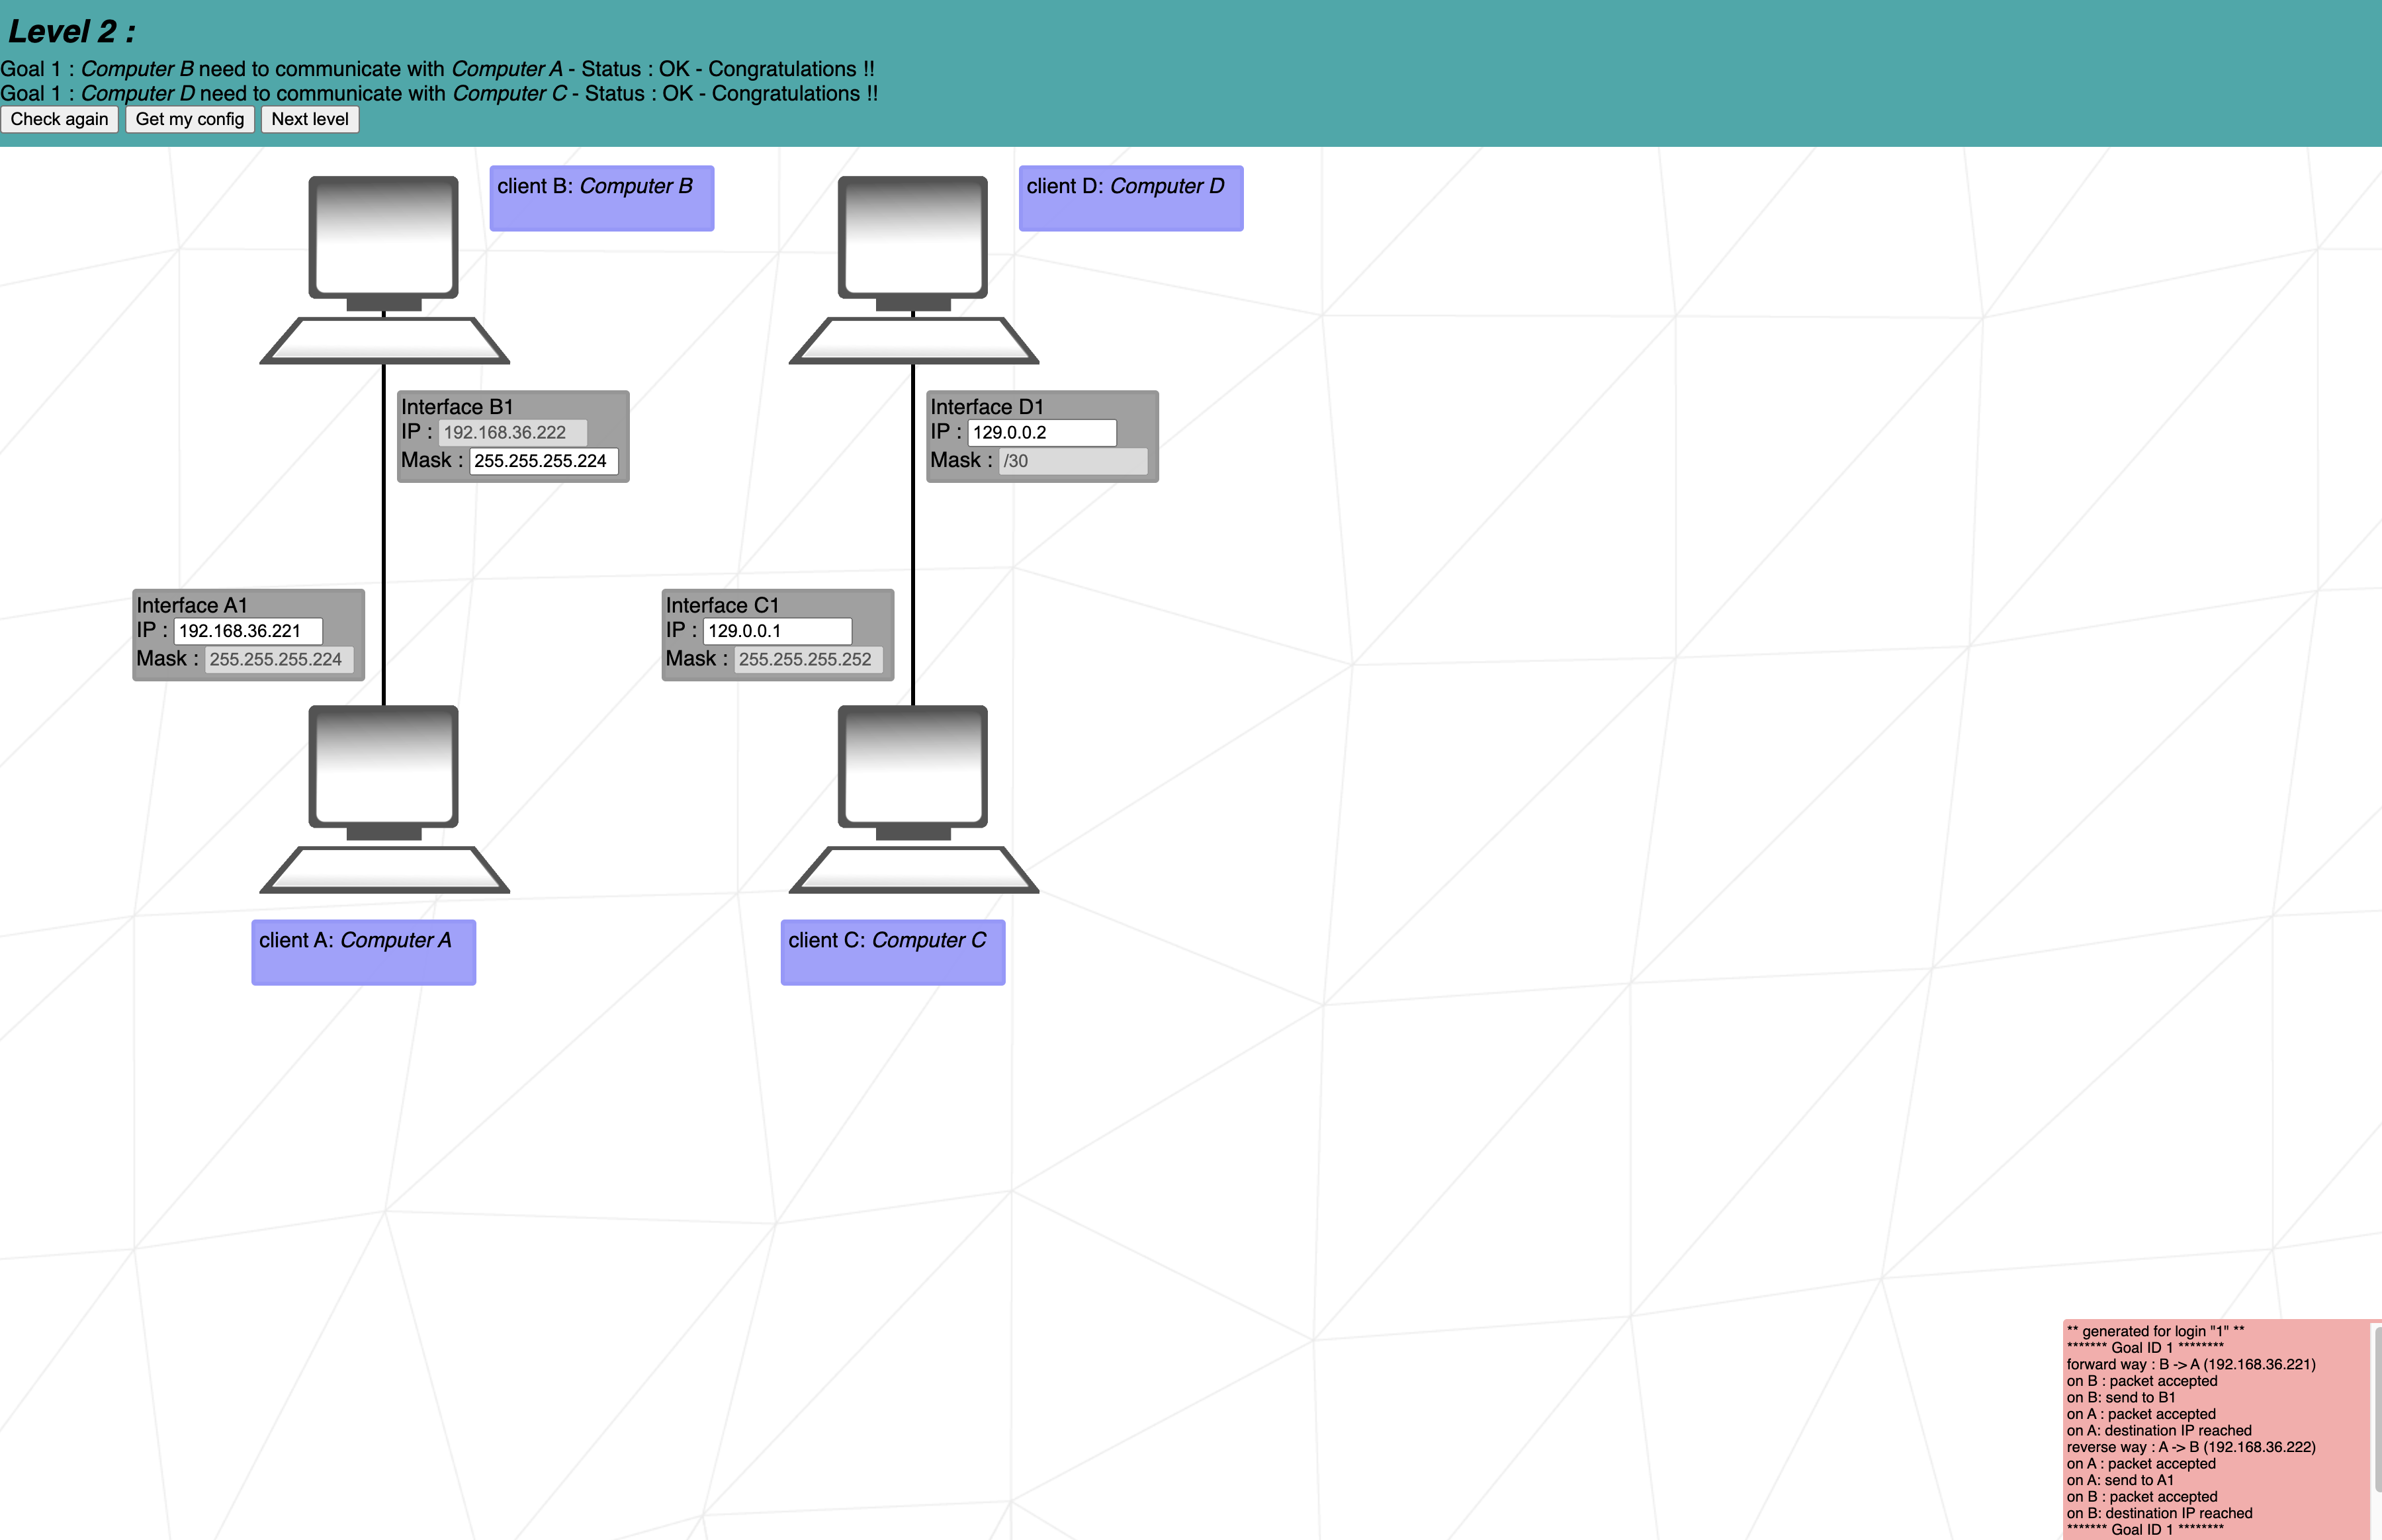 Level 2 :
Goal 1 : Computer B need to communicate with Computer A - Status : OK - Congratulations !!
Goal 1 : Computer D need to communicate with Computer C - Status : OK - Congratulations !!
Check again Get my config Next level
client B: Computer B
client D: Computer D
Interface B1
IP : 192.168.36.222
Mask : 255.255.255.224
Interface D1
IP : 129.0.0.2
Mask : /30
Interface A1
IP : 192.168.36.221
Mask : 255.255.255.224
Interface C1
IP : 129.0.0.1
Mask : 255.255.255.252
client A: Computer A
client C: Computer C
** generated for login "1" **
******* Goal ID 1 ********
forward way : B -> A (192.168.36.221)
on B : packet accepted
on B: send to B1
on A : packet accepted
on A: destination IP reached
reverse way : A -> B (192.168.36.222)
on A : packet accepted
on A: send to A1
on B : packet accepted
on B: destination IP reached
******* Goal ID 1 ********